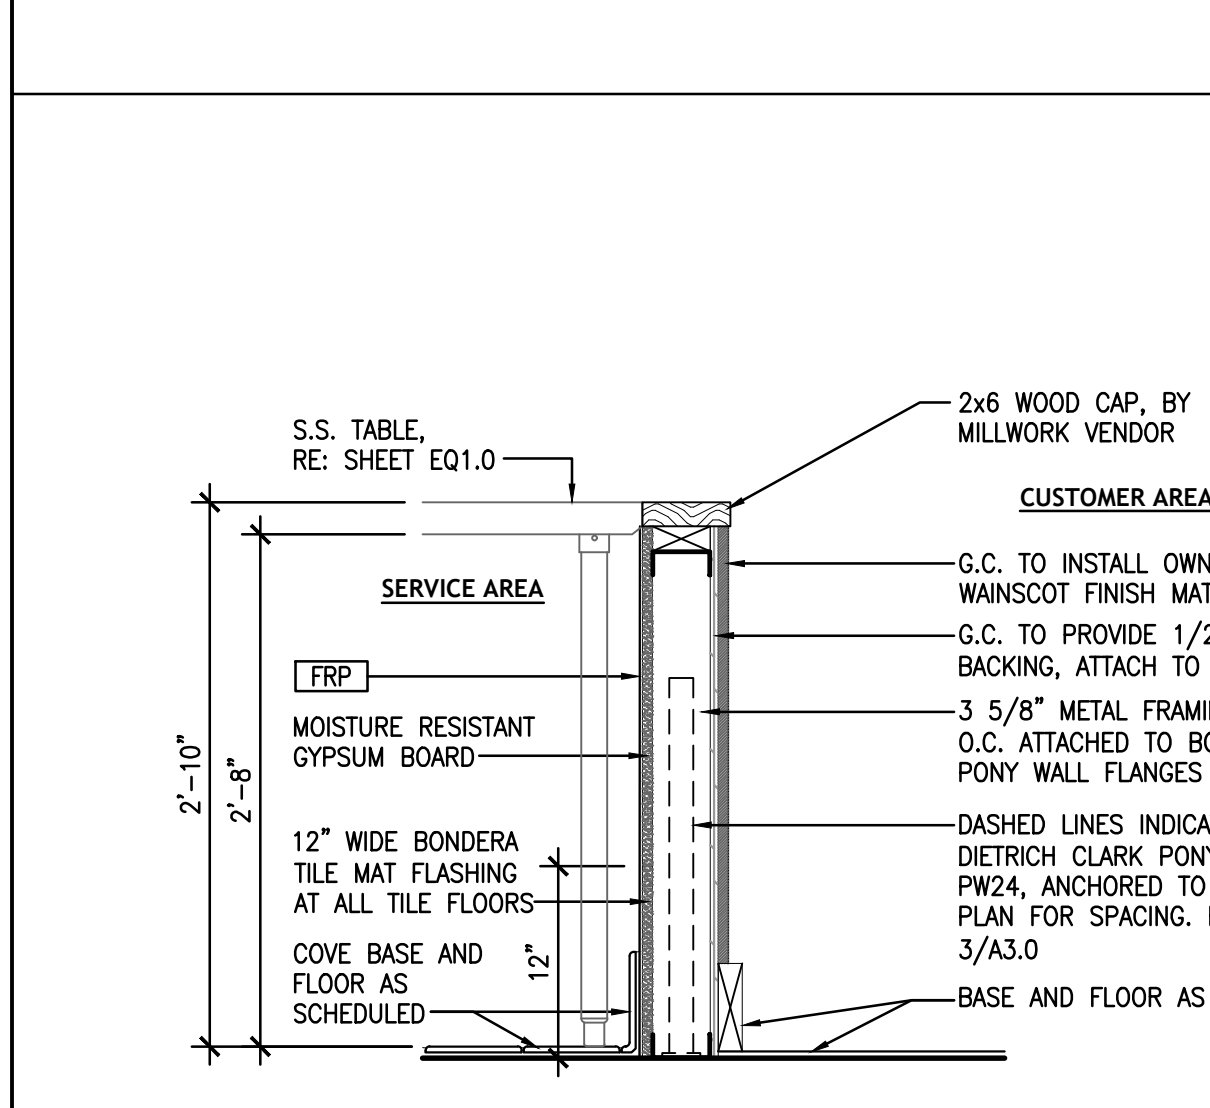 S.S. TABLE,
RE: SHEET EQ1.0
2x6 WOOD CAP, BY
MILLWORK VENDOR
CUSTOMER AREA
SERVICE AREA
G.C. TO INSTALL OWN
WAINSCOT FINISH MAT
G.C. TO PROVIDE 1/2
BACKING, ATTACH TO
FRP
3 5/8" METAL FRAMI
O.C. ATTACHED TO BO
PONY WALL FLANGES
MOISTURE RESISTANT
GYPSUM BOARD
2'-10"
2'-8"
12" WIDE BONDERA
TILE MAT FLASHING
AT ALL TILE FLOORS
DASHED LINES INDICA
DIETRICH CLARK PONY
PW24, ANCHORED TO
PLAN FOR SPACING.
3/A3.0
12"
COVE BASE AND
FLOOR AS
SCHEDULED
BASE AND FLOOR AS